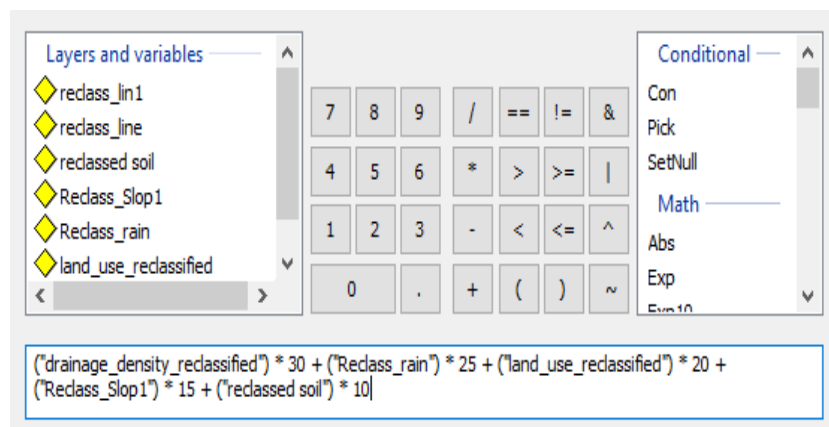 Layers and variables
reclass_lin1
reclass_line
reclassed soil
Reclass_Slop1
Reclass_rain
land_use_reclassified
7 8 9 / == != &
4 5 6 * > >= |
1 2 3 - < <= ^
0 . + ( ) ~
Conditional
Con
Pick
SetNull
Math
Abs
Exp
Exp10
("drainage_density_reclassified") * 30 + ("Reclass_rain") * 25 + ("land_use_reclassified") * 20 +
("Reclass_Slop1") * 15 + ("reclassed soil") * 10